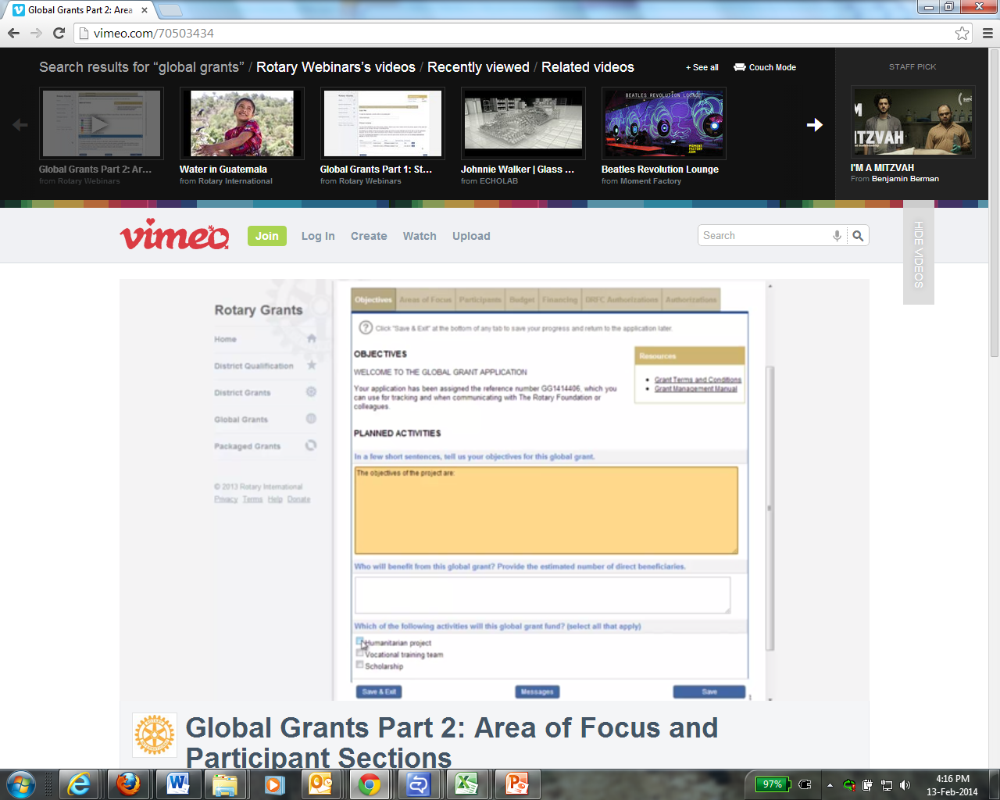 Global Grants Part 2: Area
vimeo.com/70503434
Search results for “global grants” / Rotary Webinars's videos / Recently viewed / Related videos
+ See all
Couch Mode
STAFF PICK
BEATLES REVOLUTION LOUNGE
MOMENT FACTORY
Global Grants Part 2: Ar...
from Rotary Webinars
Water in Guatemala
from Rotary International
Global Grants Part 1: St...
from Rotary Webinars
Johnnie Walker | Glass ...
from ECHOLAB
Beatles Revolution Lounge
from Moment Factory
I'M A MITZVAH
From Benjamin Berman
HIDE VIDEOS
vimeo
Join
Log In
Create
Watch
Upload
Search
Rotary Grants
Home
District Qualification
District Grants
Global Grants
Packaged Grants
© 2013 Rotary International
Privacy Terms Help Donate
Objectives Areas of Focus Participants Budget Financing DRFC Authorizations Authorizations
Click "Save & Exit" at the bottom of any tab to save your progress and return to the application later.
OBJECTIVES
WELCOME TO THE GLOBAL GRANT APPLICATION
Your application has been assigned the reference number GG1414406, which you
can use for tracking and when communicating with The Rotary Foundation or
colleagues.
Resources
Grant Terms and Conditions
Grant Management Manual
PLANNED ACTIVITIES
In a few short sentences, tell us your objectives for this global grant.
The objectives of the project are:
Who will benefit from this global grant? Provide the estimated number of direct beneficiaries.
Which of the following activities will this global grant fund? (select all that apply)
Humanitarian project
Vocational training team
Scholarship
Save & Exit
Messages
Save
Global Grants Part 2: Area of Focus and
Participant Sections
97%
4:16 PM
13-Feb-2014